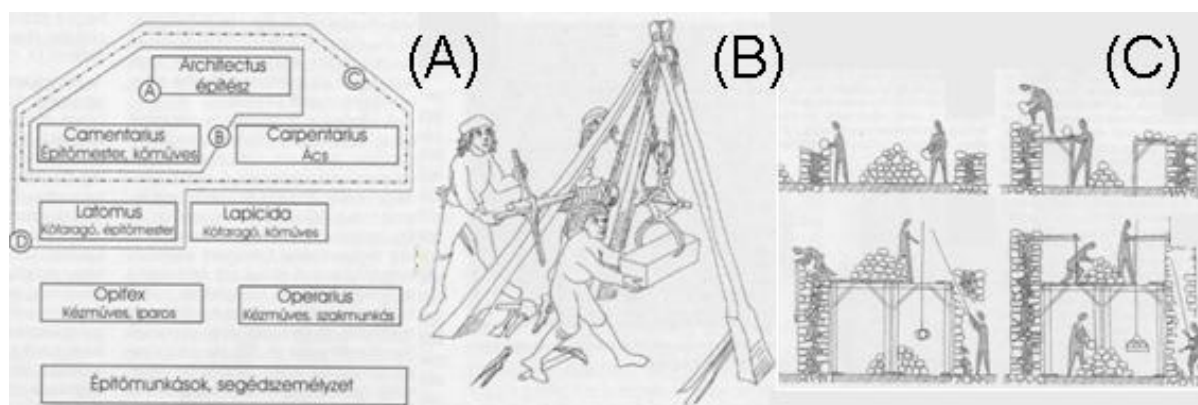 (A)
(B)
(C)
Architectus
építész
A
C
B
Camentarius
Építőmester, kőműves
Carpentarius
Ács
Latomus
Kőfaragó, építőmester
Lapicida
Kőfaragó, kőműves
D
Opifex
Kézműves, iparos
Operarius
Kézműves, szakmunkás
Építőmunkások, segédszemélyzet